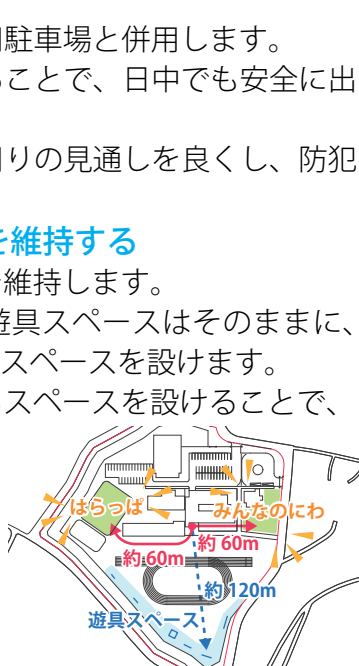 駐車場と併用します。
ことで、日中でも安全に出
りの見通しを良くし、防犯
を維持する
維持します。
遊具スペースはそのままに、
スペースを設けます。
スペースを設けることで、
はらっぱ
みんなのにわ
約60m
約 60m
約 120m
遊具スペース